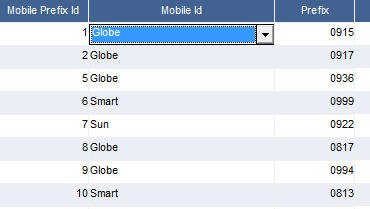 Mobile Prefix Id Mobile Id Prefix
1 Globe 0915
2 Globe 0917
5 Globe 0936
6 Smart 0999
7 Sun 0922
8 Globe 0817
9 Globe 0994
10 Smart 0813